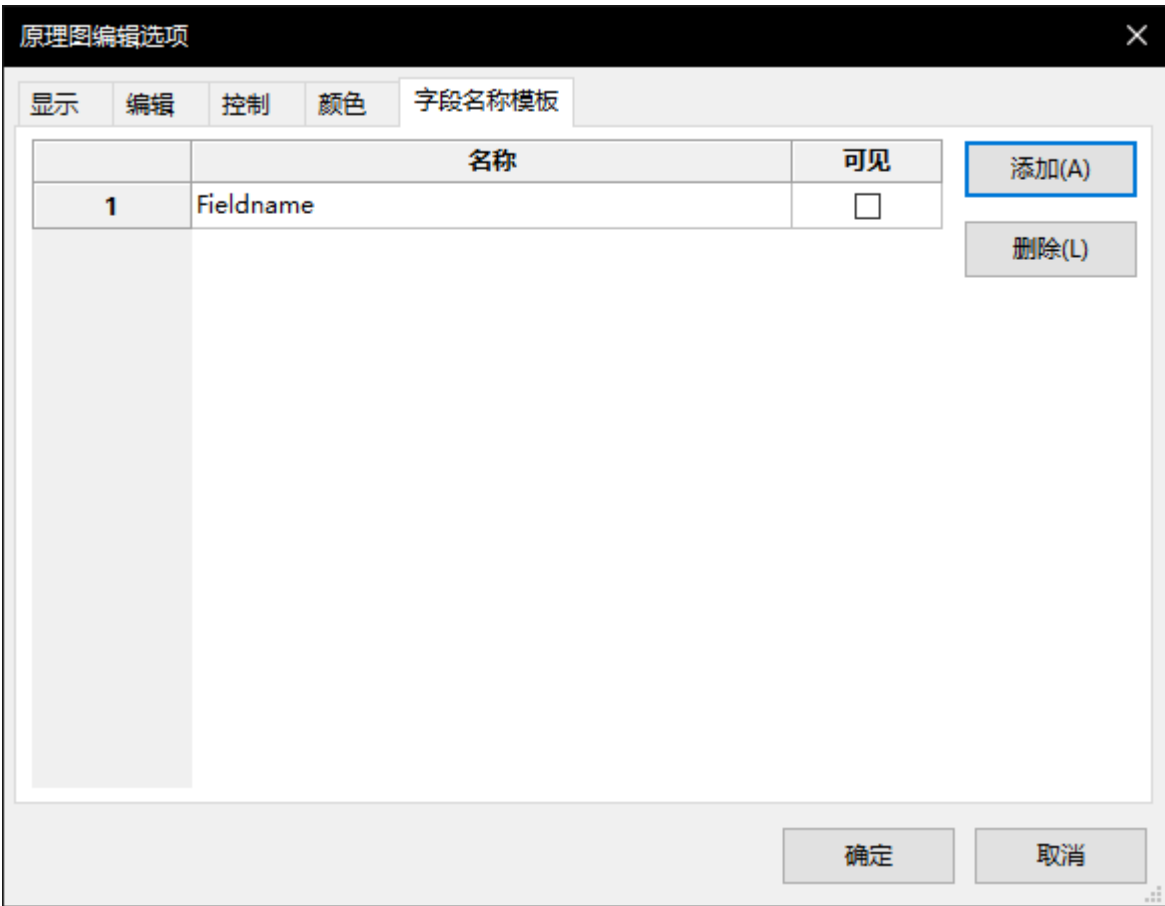 原理图编辑选项
显示 编辑 控制 颜色 字段名称模板
名称 可见 添加(A)
1 Fieldname
删除(L)
确定 取消